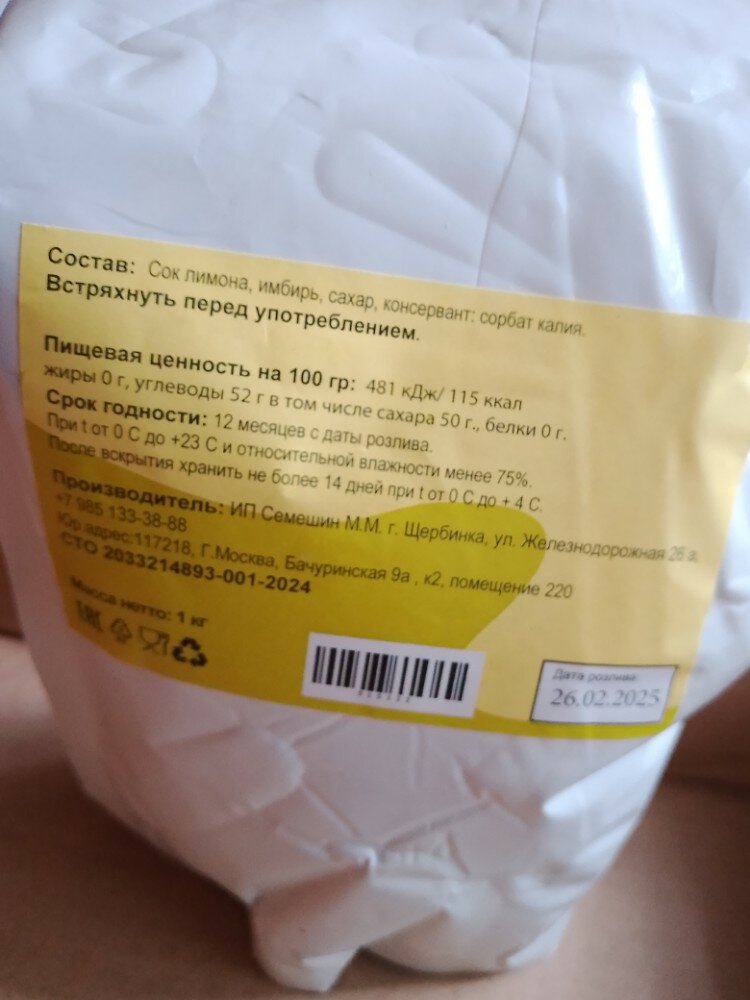 Состав: Сок лимона, имбирь, сахар, консервант: сорбат калия.
Встряхнуть перед употреблением.
Пищевая ценность на 100 гр: 481 кДж/ 115 ккал
жиры 0 г, углеводы 52 г в том числе сахара 50 г., белки 0 г.
Срок годности: 12 месяцев с даты розлива.
При t от 0 С до +23 С и относительной влажности менее 75%.
После вскрытия хранить не более 14 дней при t от 0 С до + 4 С.
Производитель: ИП Семешин М.М. г. Щербинка, ул. Железнодорожная 26 а,
+7 985 133-38-88
Юр.адрес:117218, Г.Москва, Бачуринская 9а , к2, помещение 220
СТО 2033214893-001-2024
Масса нетто: 1 кг
EAC
Дата розлива:
26.02.2025